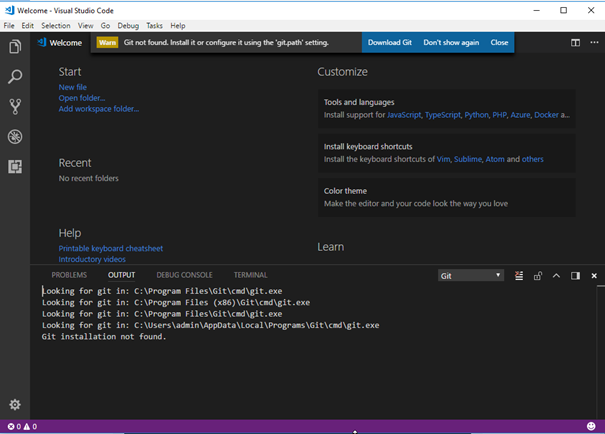 Welcome - Visual Studio Code
File Edit Selection View Go Debug Tasks Help
Welcome
Warn Git not found. Install it or configure it using the 'git.path' setting. Download Git Don't show again Close
Start
New file
Open folder...
Add workspace folder...
Recent
No recent folders
Help
Printable keyboard cheatsheet
Introductory videos
Customize
Tools and languages
Install support for JavaScript, TypeScript, Python, PHP, Azure, Docker a...
Install keyboard shortcuts
Install the keyboard shortcuts of Vim, Sublime, Atom and others
Color theme
Make the editor and your code look the way you love
Learn
PROBLEMS OUTPUT DEBUG CONSOLE TERMINAL Git
Looking for git in: C:\Program Files\Git\cmd\git.exe
Looking for git in: C:\Program Files (x86)\Git\cmd\git.exe
Looking for git in: C:\Program Files\Git\cmd\git.exe
Looking for git in: C:\Users\admin\AppData\Local\Programs\Git\cmd\git.exe
Git installation not found.
0 0